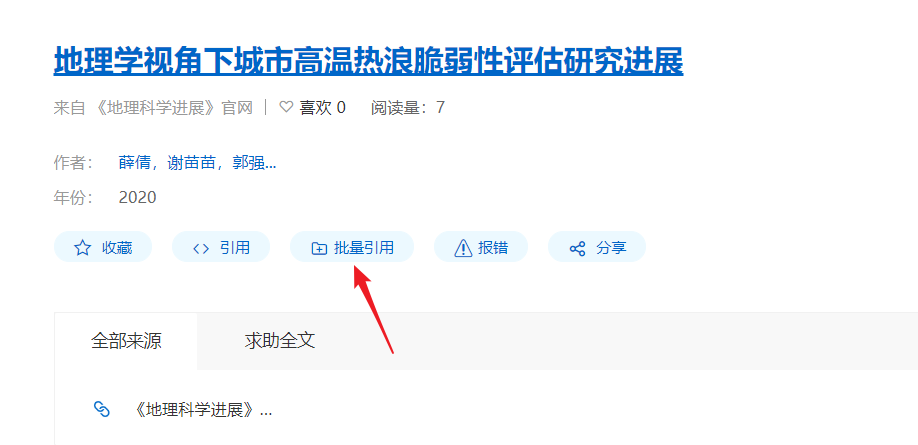 地理学视角下城市高温热浪脆弱性评估研究进展
来自 《地理科学进展》官网 | 喜欢 0 阅读量：7
作者： 薛倩，谢苗苗，郭强...
年份： 2020
收藏 引用 批量引用 报错 分享
全部来源 求助全文
《地理科学进展》...